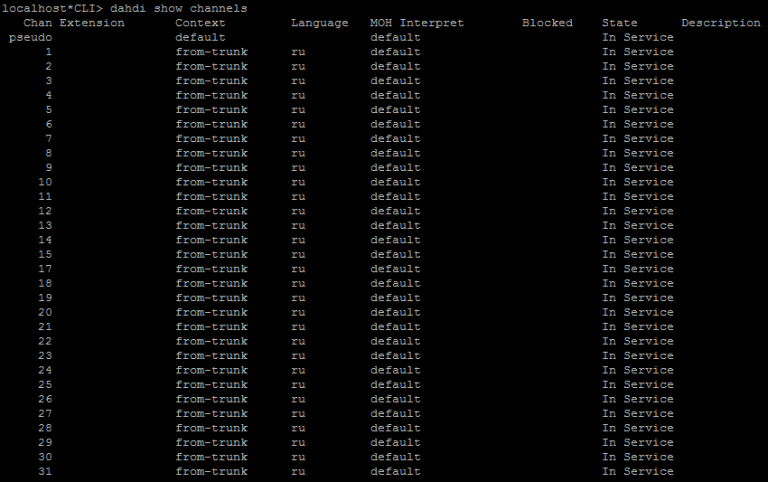 localhost*CLI> dahdi show channels
Chan Extension Context Language MOH Interpret Blocked State Description
pseudo default default In Service
1 from-trunk ru default In Service
2 from-trunk ru default In Service
3 from-trunk ru default In Service
4 from-trunk ru default In Service
5 from-trunk ru default In Service
6 from-trunk ru default In Service
7 from-trunk ru default In Service
8 from-trunk ru default In Service
9 from-trunk ru default In Service
10 from-trunk ru default In Service
11 from-trunk ru default In Service
12 from-trunk ru default In Service
13 from-trunk ru default In Service
14 from-trunk ru default In Service
15 from-trunk ru default In Service
17 from-trunk ru default In Service
18 from-trunk ru default In Service
19 from-trunk ru default In Service
20 from-trunk ru default In Service
21 from-trunk ru default In Service
22 from-trunk ru default In Service
23 from-trunk ru default In Service
24 from-trunk ru default In Service
25 from-trunk ru default In Service
26 from-trunk ru default In Service
27 from-trunk ru default In Service
28 from-trunk ru default In Service
29 from-trunk ru default In Service
30 from-trunk ru default In Service
31 from-trunk ru default In Service